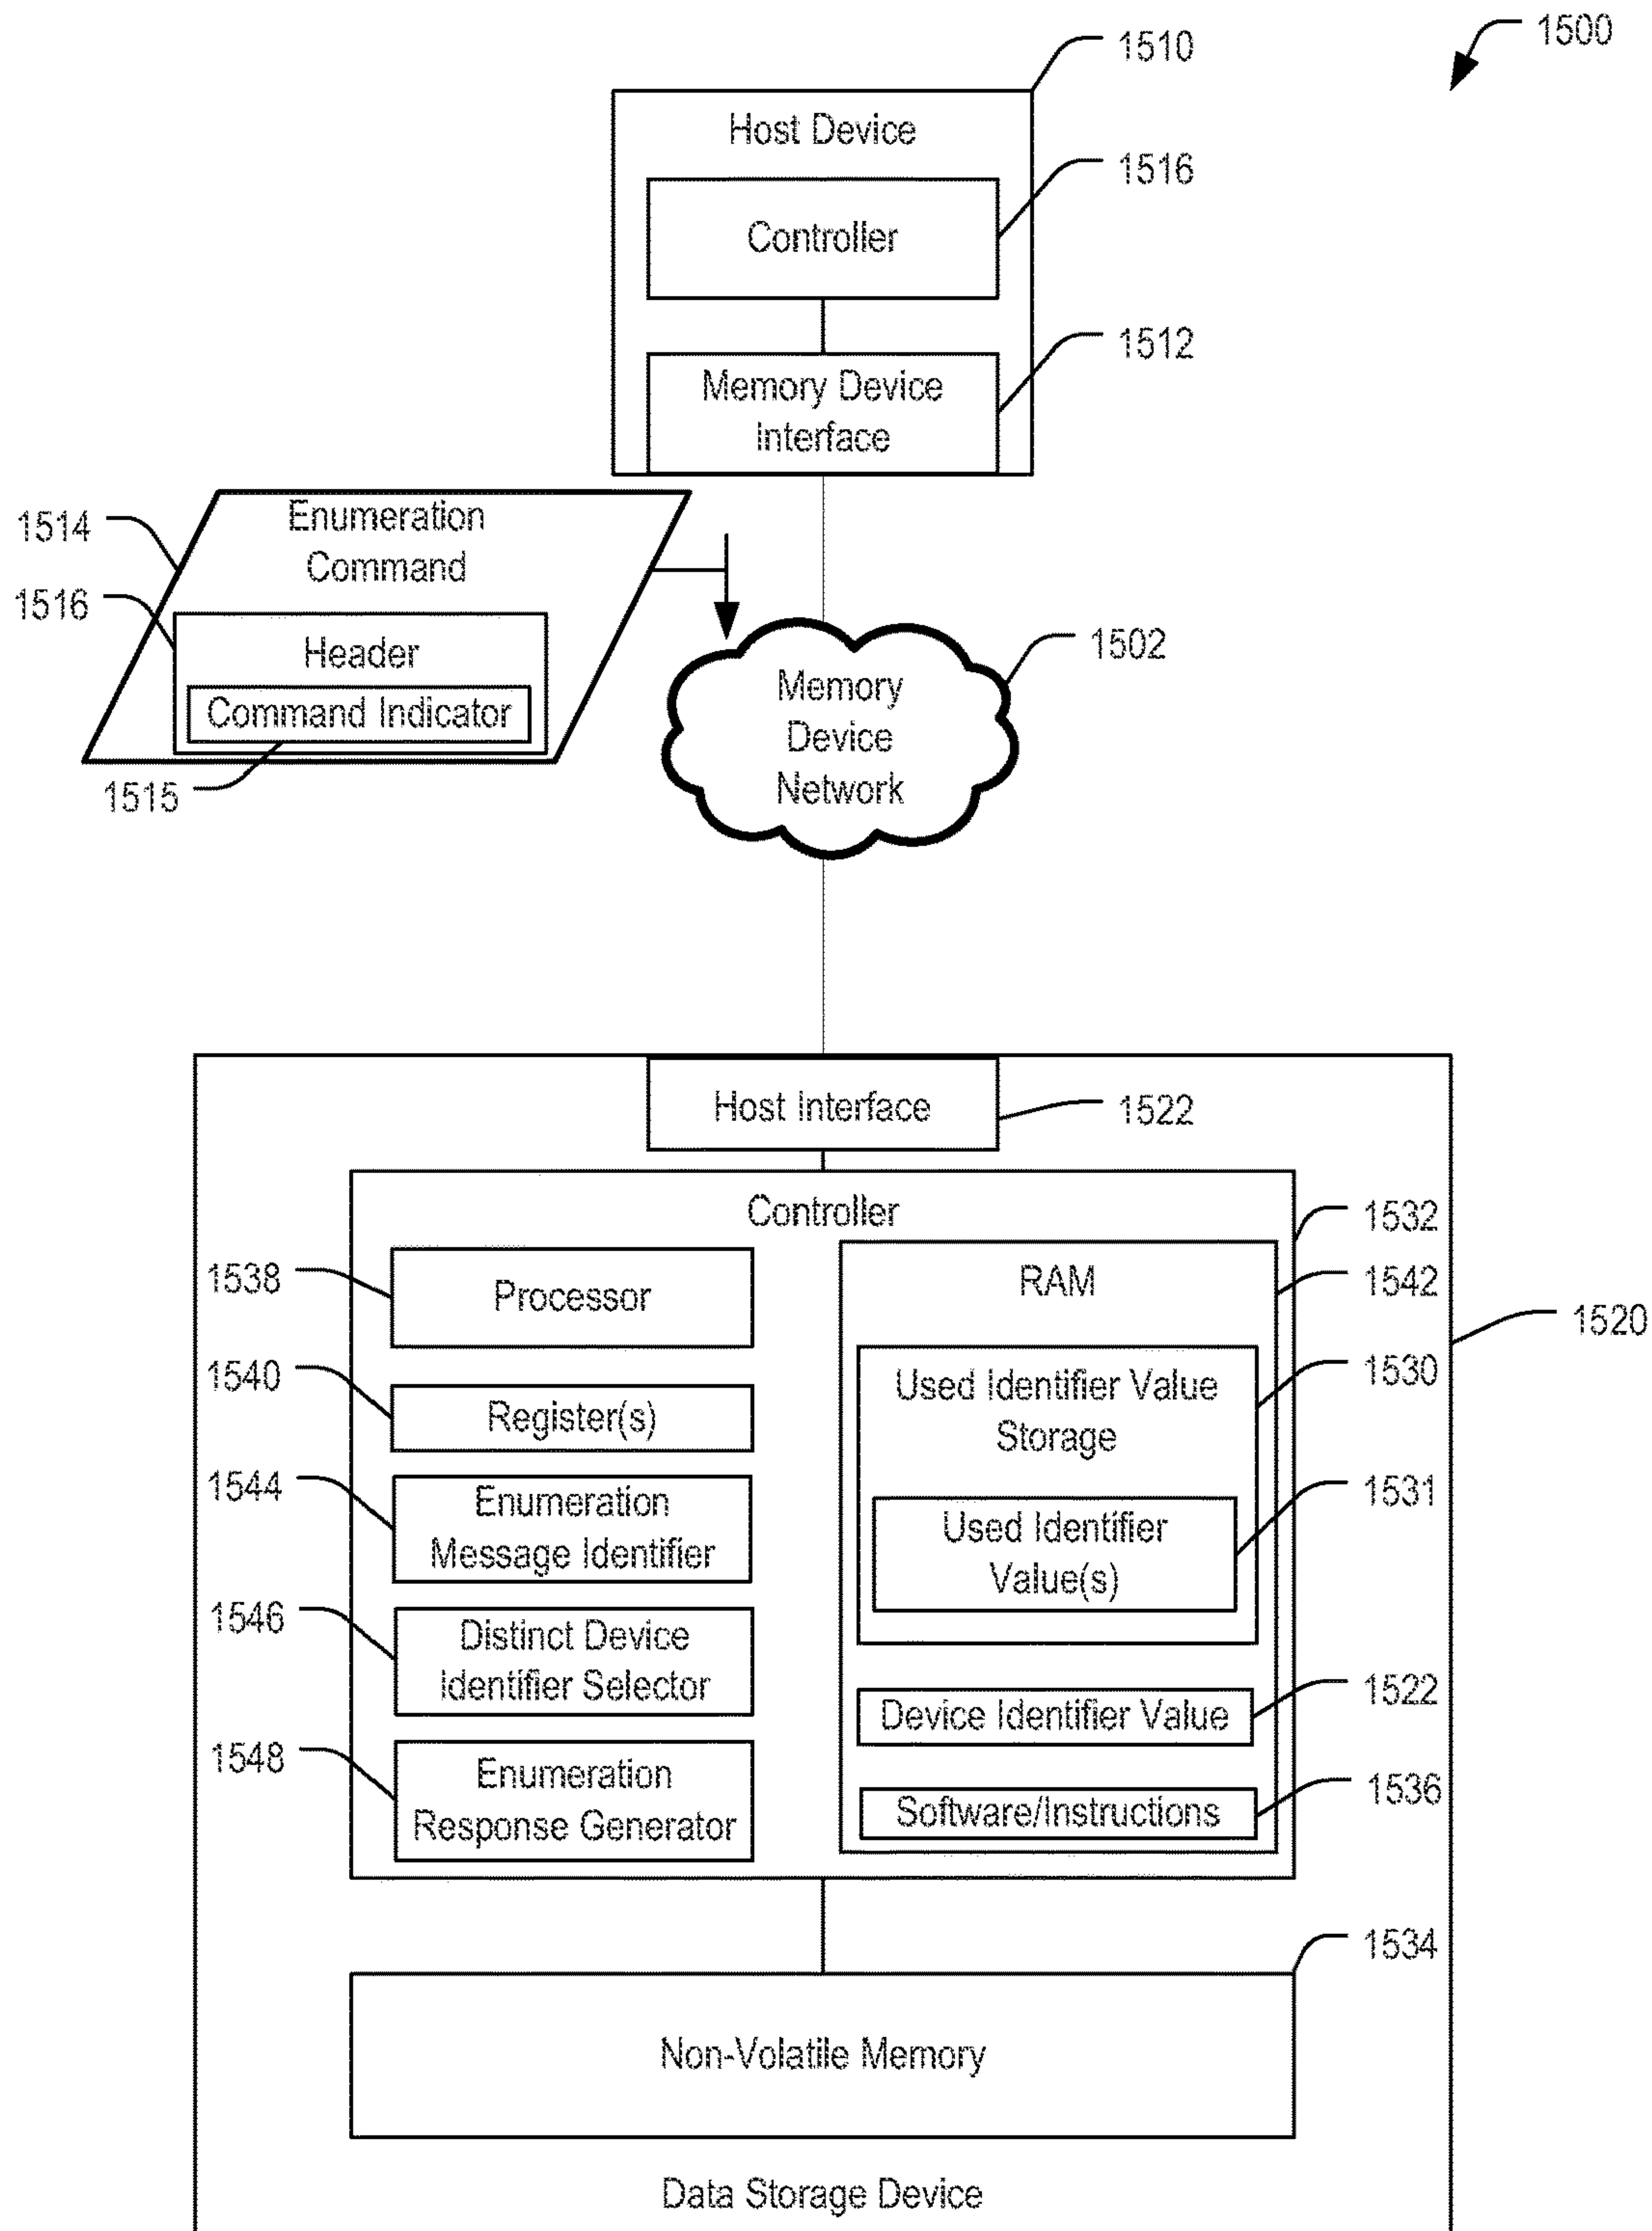 1500
1510
Host Device
1516
Controller
1512
Memory Device
Interface
1514
Enumeration
Command
1516
Header
Command Indicator
1515
1502
Memory
Device
Network
Host Interface
1522
Controller
1532
1538
Processor
RAM
1542
1520
1540
Register(s)
Used Identifier Value
Storage
1530
1544
Enumeration
Message Identifier
Used Identifier
Value(s)
1531
1546
Distinct Device
Identifier Selector
Device Identifier Value
1522
1548
Enumeration
Response Generator
Software/Instructions
1536
1534
Non-Volatile Memory
Data Storage Device